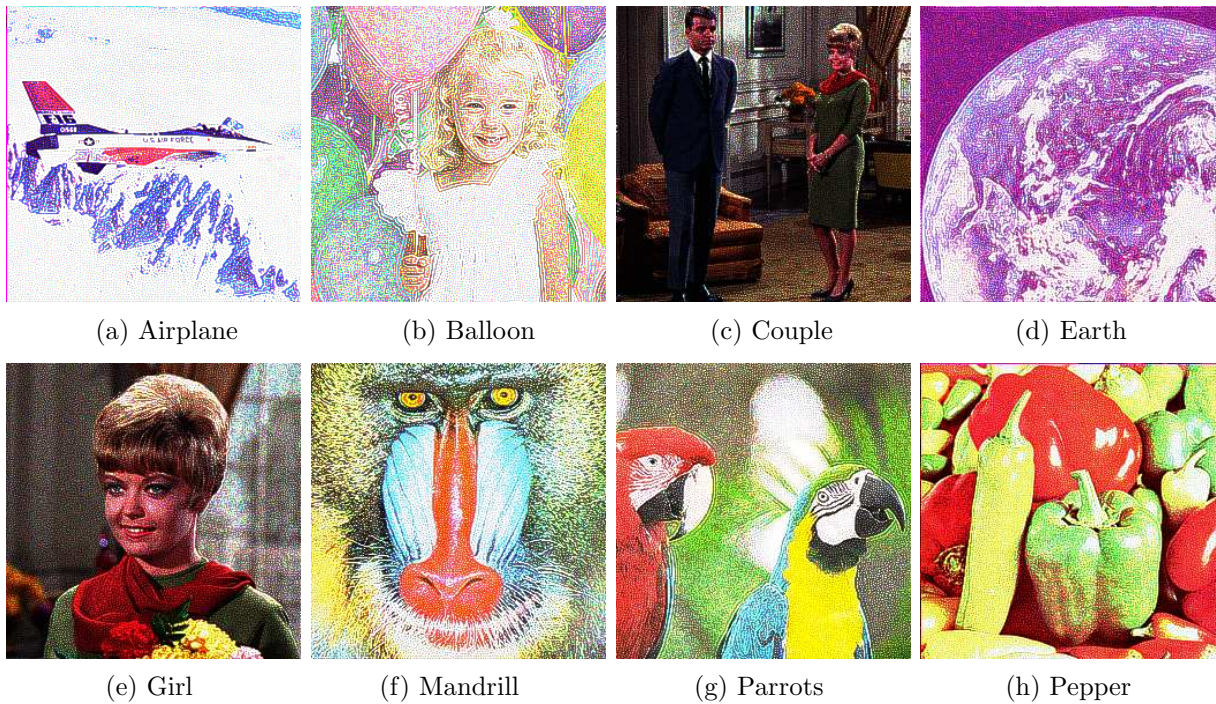 F16
U.S. AIR FORCE
(a) Airplane
(b) Balloon
(c) Couple
(d) Earth
(e) Girl
(f) Mandrill
(g) Parrots
(h) Pepper